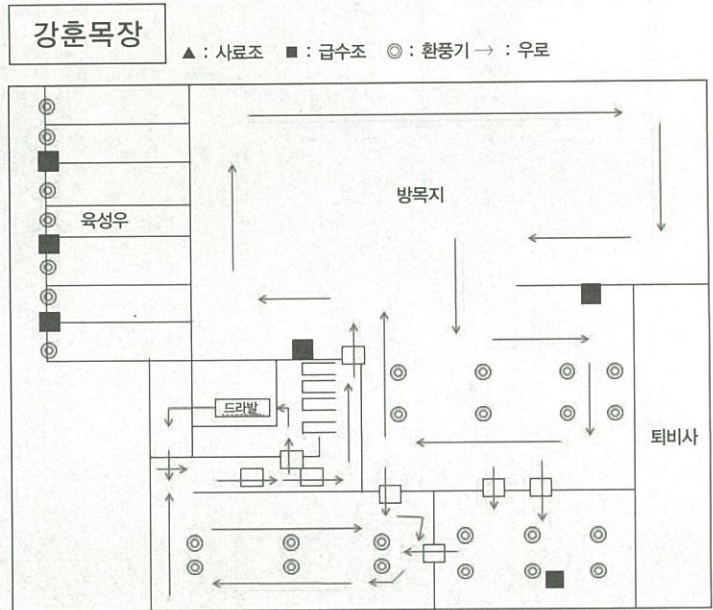 강훈목장
▲ : 사료조 ■ : 급수조 ◎ : 환풍기 → : 우로
방목지
육성우
드라발
퇴비사